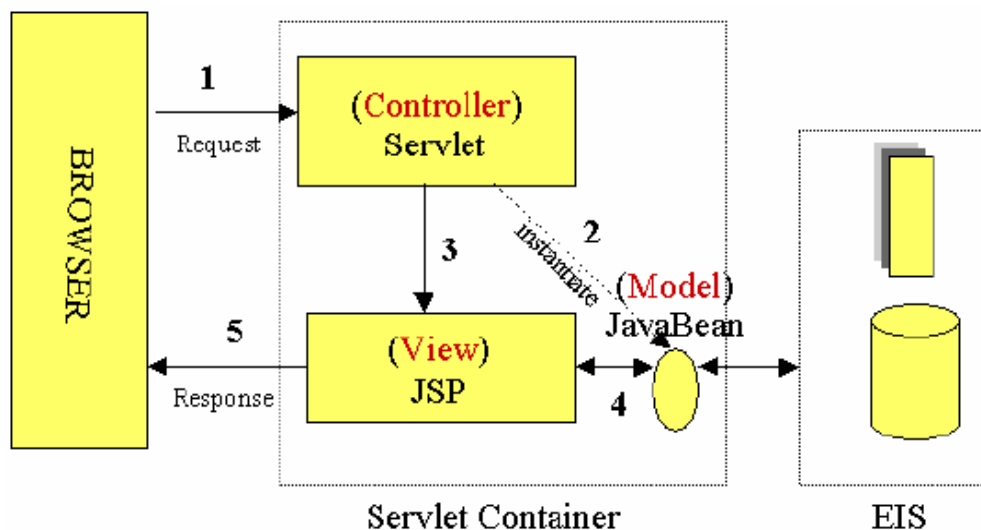 BROWSER
1
Request
(Controller)
Servlet
2
instantiate
3
(Model)
JavaBean
(View)
JSP
4
5
Response
Servlet Container
EIS